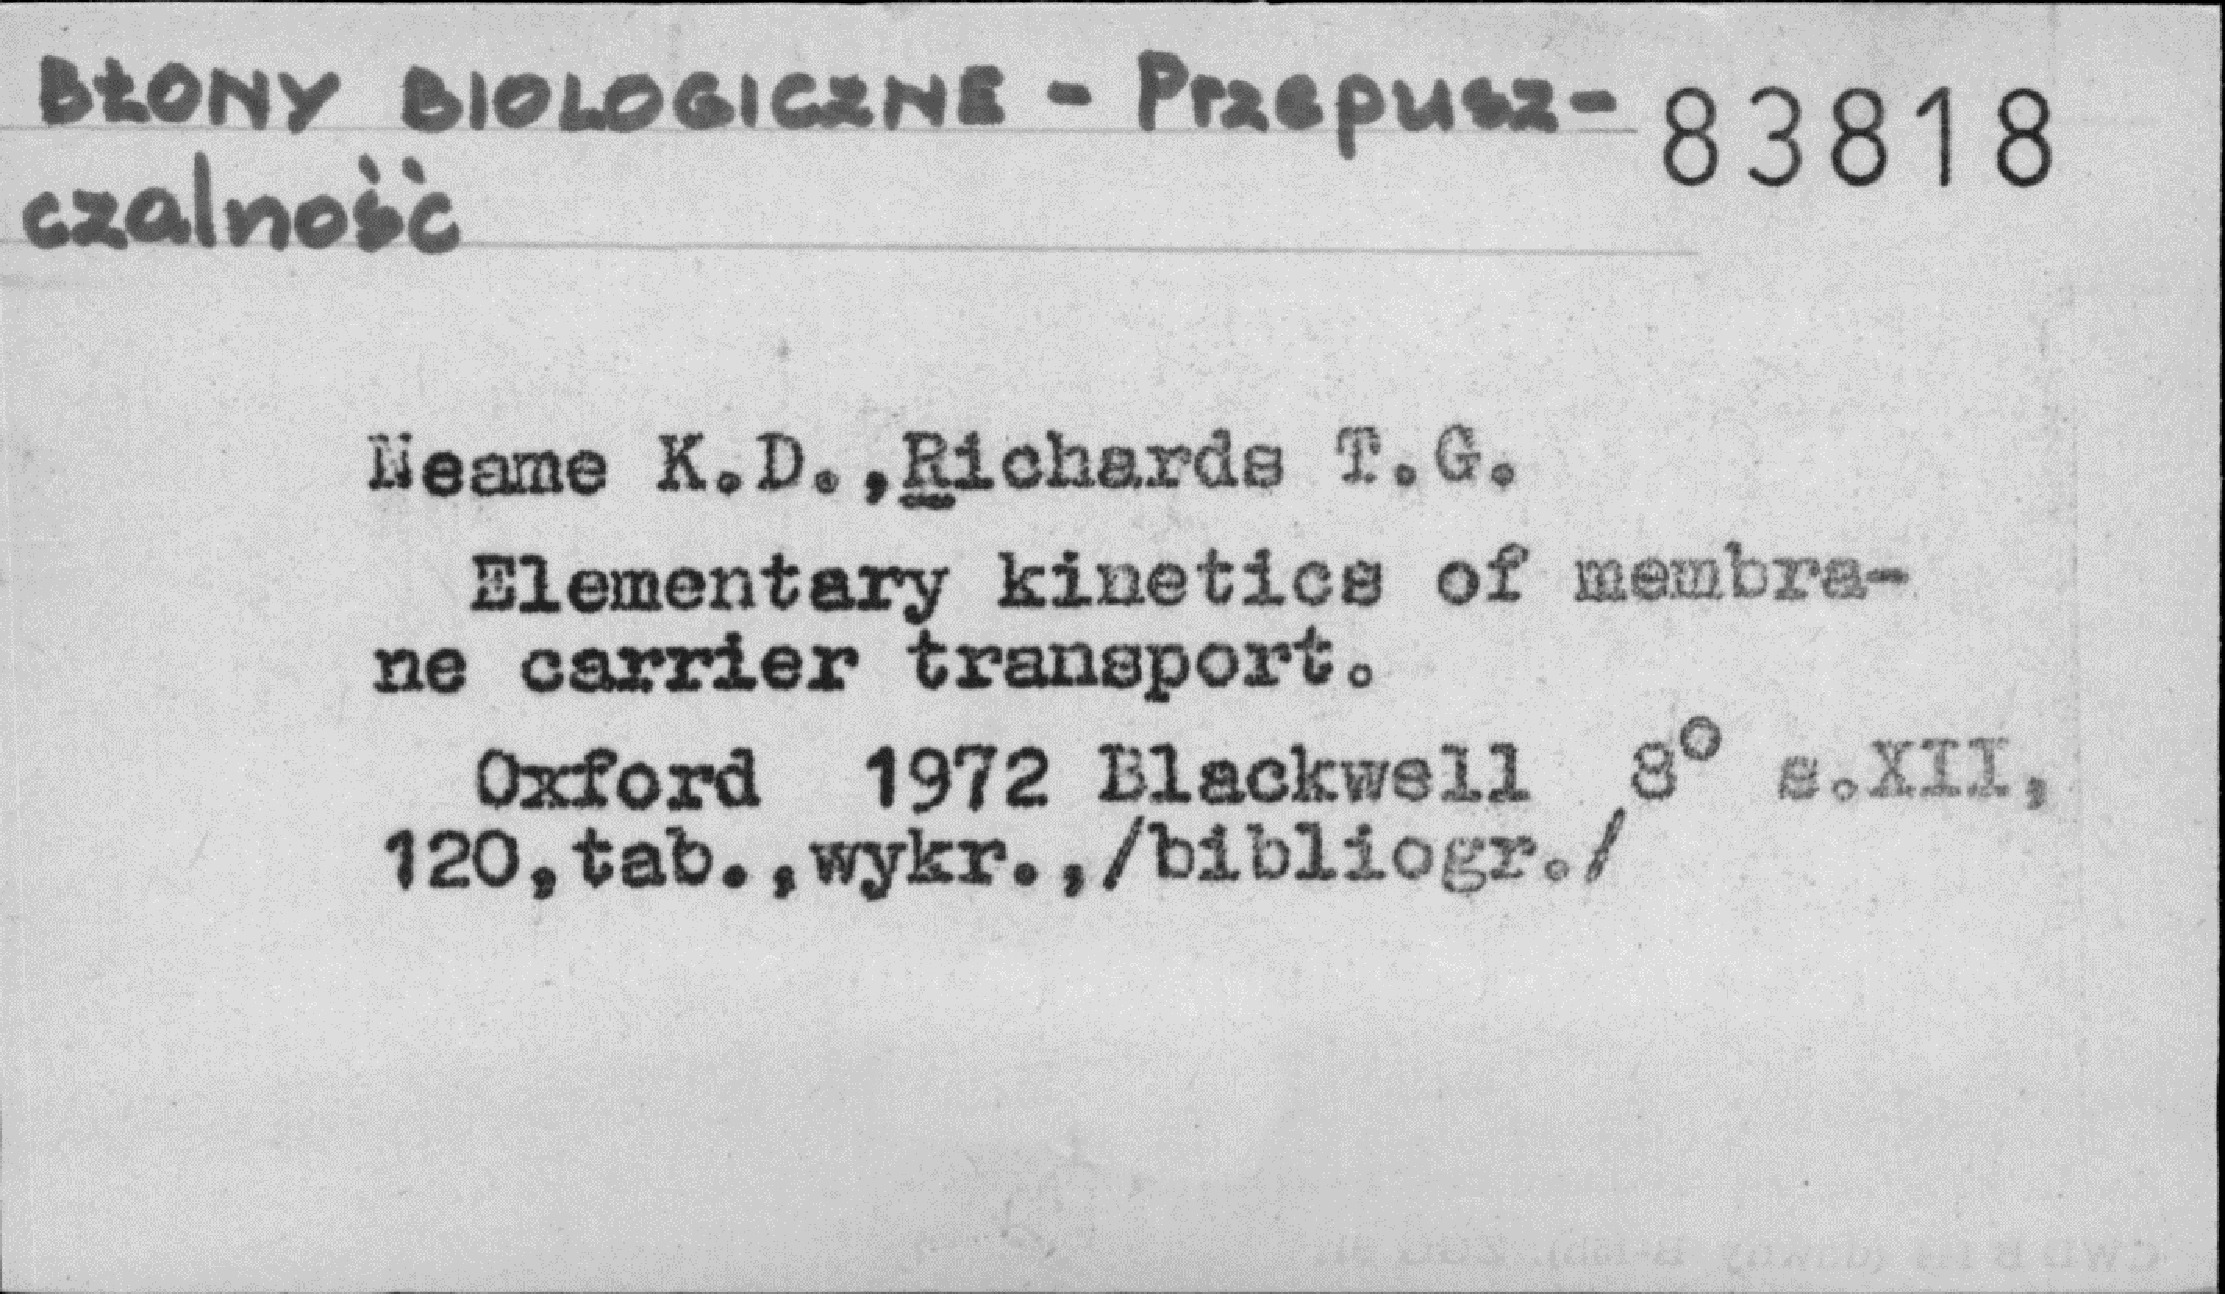 BŁONY BIOLOGICZNE - Przepusz- 83818
czalność
Neame K.D.,Richards T.G.
Elementary kinetics of membra-
ne carrier transport.
Oxford 1972 Blackwell 8° s.XII,
120,tab.,wykr.,/bibliogr./